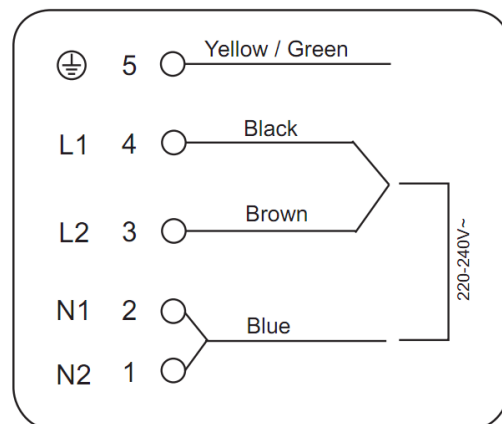 5 Yellow / Green
L1 4 Black
L2 3 Brown
220-240V~
N1 2
Blue
N2 1